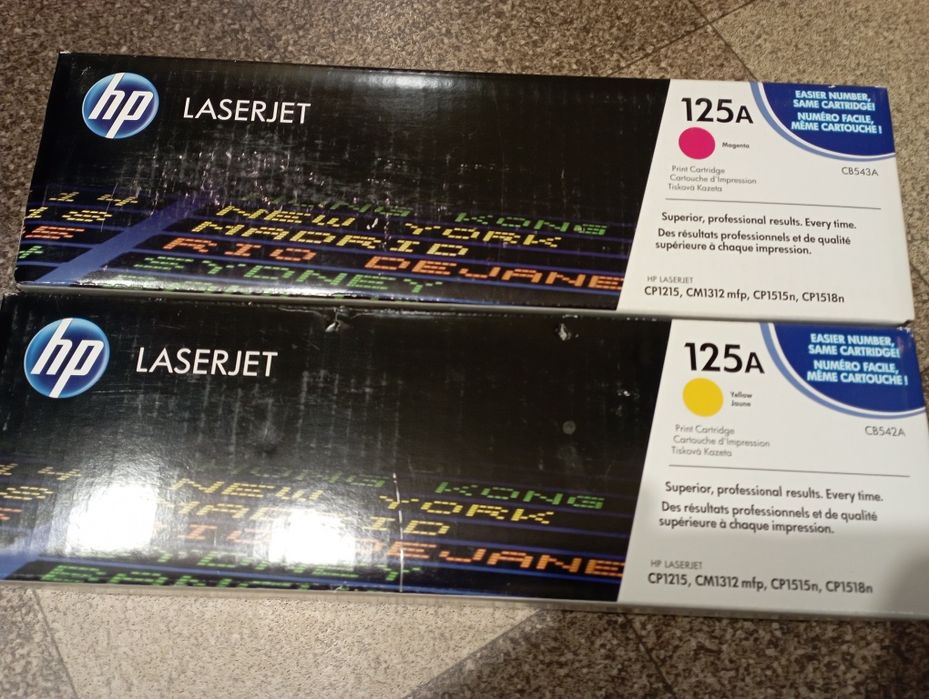 hp
LASERJET
125A
Magenta
EASIER NUMBER,
SAME CARTRIDGE!
NUMÉRO FACILE,
MÊME CARTOUCHE !
CB543A
Print Cartridge
Cartouche d'Impression
Tisková Kazeta
Superior, professional results. Every time.
Des résultats professionnels et de qualité
supérieure à chaque impression.
HP LASERJET
CP1215, CM1312 mfp, CP1515n, CP1518n
KONG
NEW YORK
MADRID
RIO DEJANE
SYDNEY
hp
LASERJET
125A
Yellow
Jaune
EASIER NUMBER,
SAME CARTRIDGE!
NUMÉRO FACILE,
MÊME CARTOUCHE !
CB542A
Print Cartridge
Cartouche d'Impression
Tisková Kazeta
Superior, professional results. Every time.
Des résultats professionnels et de qualité
supérieure à chaque impression.
HP LASERJET
CP1215, CM1312 mfp, CP1515n, CP1518n
KONG
NEW YORK
MADRID
RIO DEJANE